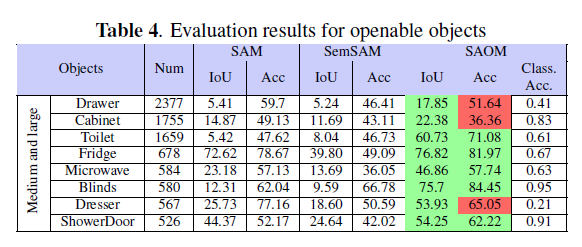 Table 4. Evaluation results for openable objects
Objects Num SAM SemSAM SAOM
IoU Acc IoU Acc IoU Acc Class. Acc.
Medium and large
Drawer 2377 5.41 59.7 5.24 46.41 17.85 51.64 0.41
Cabinet 1755 14.87 49.13 11.69 43.11 22.38 36.36 0.83
Toilet 1659 5.42 47.62 8.04 46.73 60.73 71.08 0.61
Fridge 678 72.62 78.67 39.80 49.09 76.82 81.97 0.67
Microwave 584 23.18 57.13 13.69 36.05 46.86 57.74 0.63
Blinds 580 12.31 62.04 9.59 66.78 75.7 84.45 0.95
Dresser 567 25.73 77.16 18.60 50.59 53.93 65.05 0.21
ShowerDoor 526 44.37 52.17 24.64 42.02 54.25 62.22 0.91